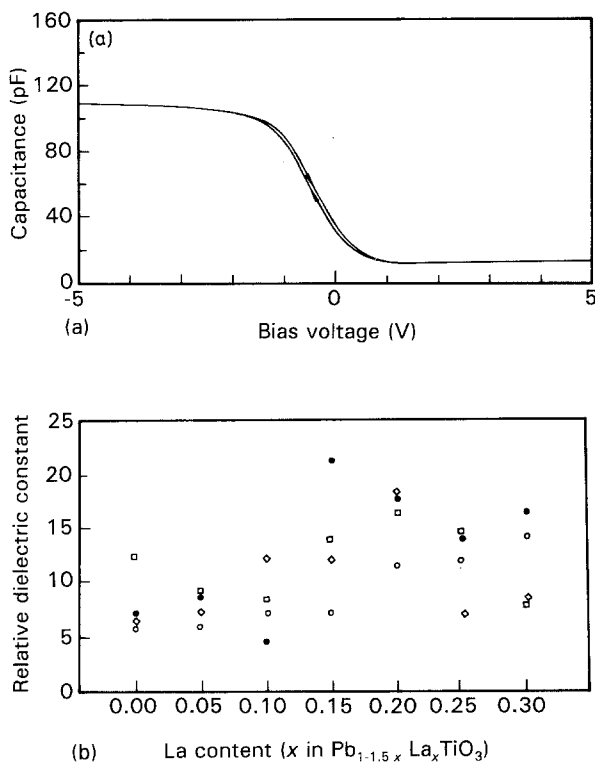 (a)
Capacitance (pF)
160
120
80
40
0
-5
0
5
(a)
Bias voltage (V)
Relative dielectric constant
25
20
15
10
5
0
0.00 0.05 0.10 0.15 0.20 0.25 0.30
(b)
La content (x in Pb₁₋₁.₅ₓ LaₓTiO₃)